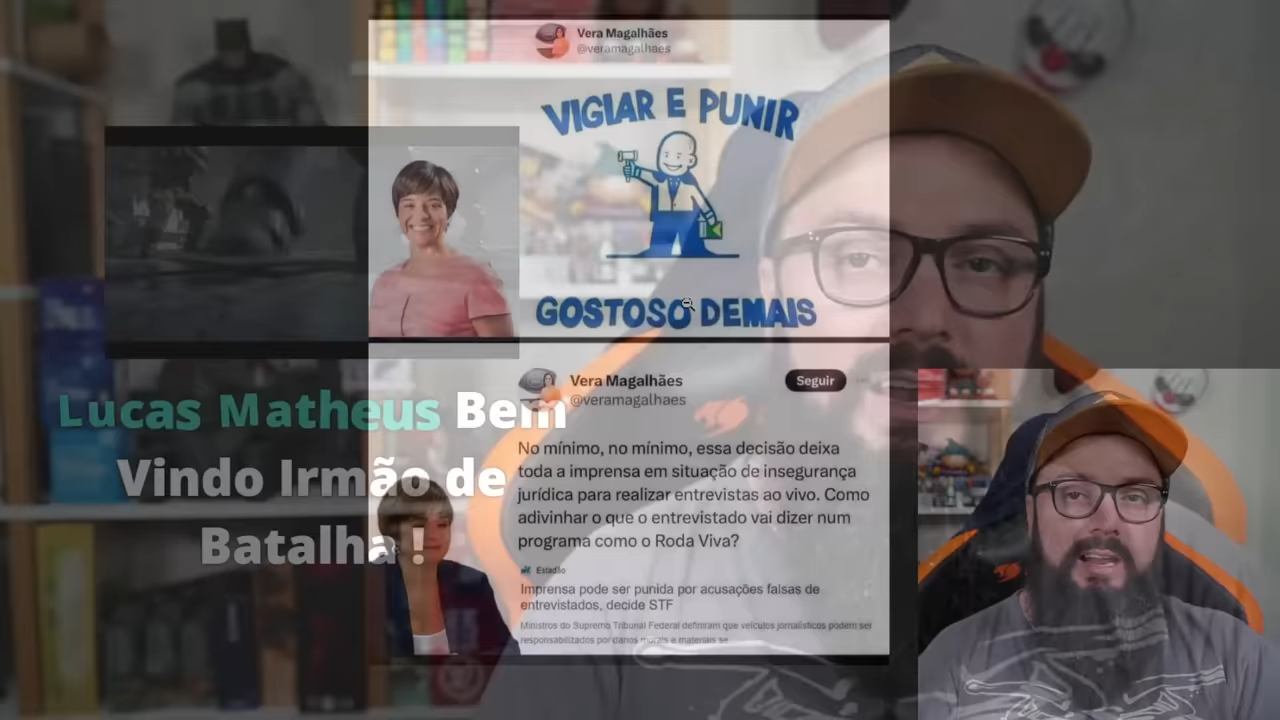 Vera Magalhães
@veramagalhaes
VIGIAR E PUNIR
GOSTOSO DEMAIS
Vera Magalhães
@veramagalhaes
Seguir
No mínimo, no mínimo, essa decisão deixa
toda a imprensa em situação de insegurança
jurídica para realizar entrevistas ao vivo. Como
adivinhar o que o entrevistado vai dizer num
programa como o Roda Viva?
Estadão
Imprensa pode ser punida por acusações falsas de
entrevistados, decide STF
Ministros do Supremo Tribunal Federal definiram que veículos jornalísticos podem ser
responsabilizados por danos morais e materiais se
Lucas Matheus Bem
Vindo Irmão de
Batalha !